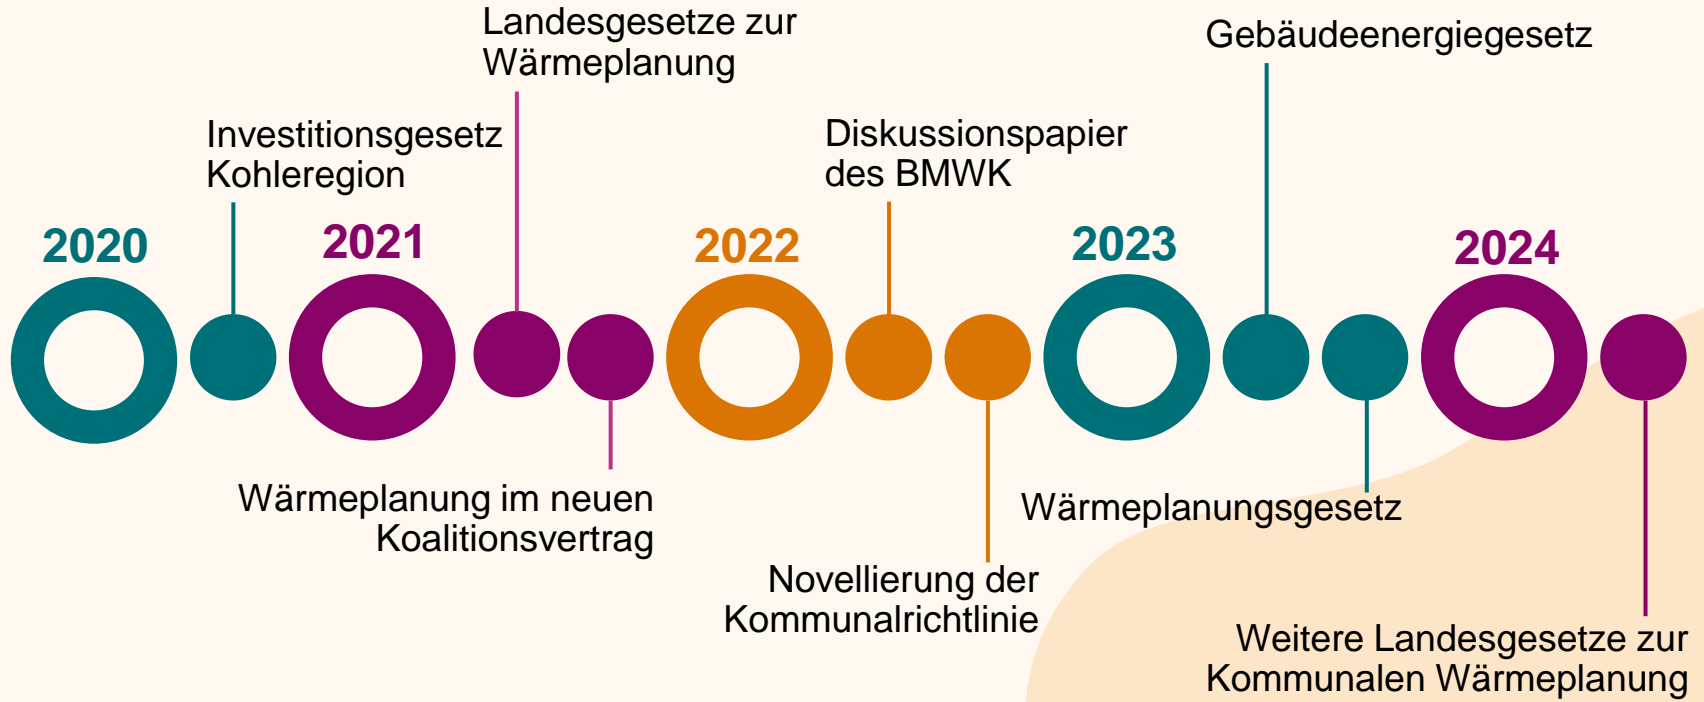 2020
Investitionsgesetz
Kohleregion
2021
Landesgesetze zur
Wärmeplanung
Wärmeplanung im neuen
Koalitionsvertrag
2022
Diskussionspapier
des BMWK
Novellierung der
Kommunalrichtlinie
2023
Gebäudeenergiegesetz
Wärmeplanungsgesetz
2024
Weitere Landesgesetze zur
Kommunalen Wärmeplanung